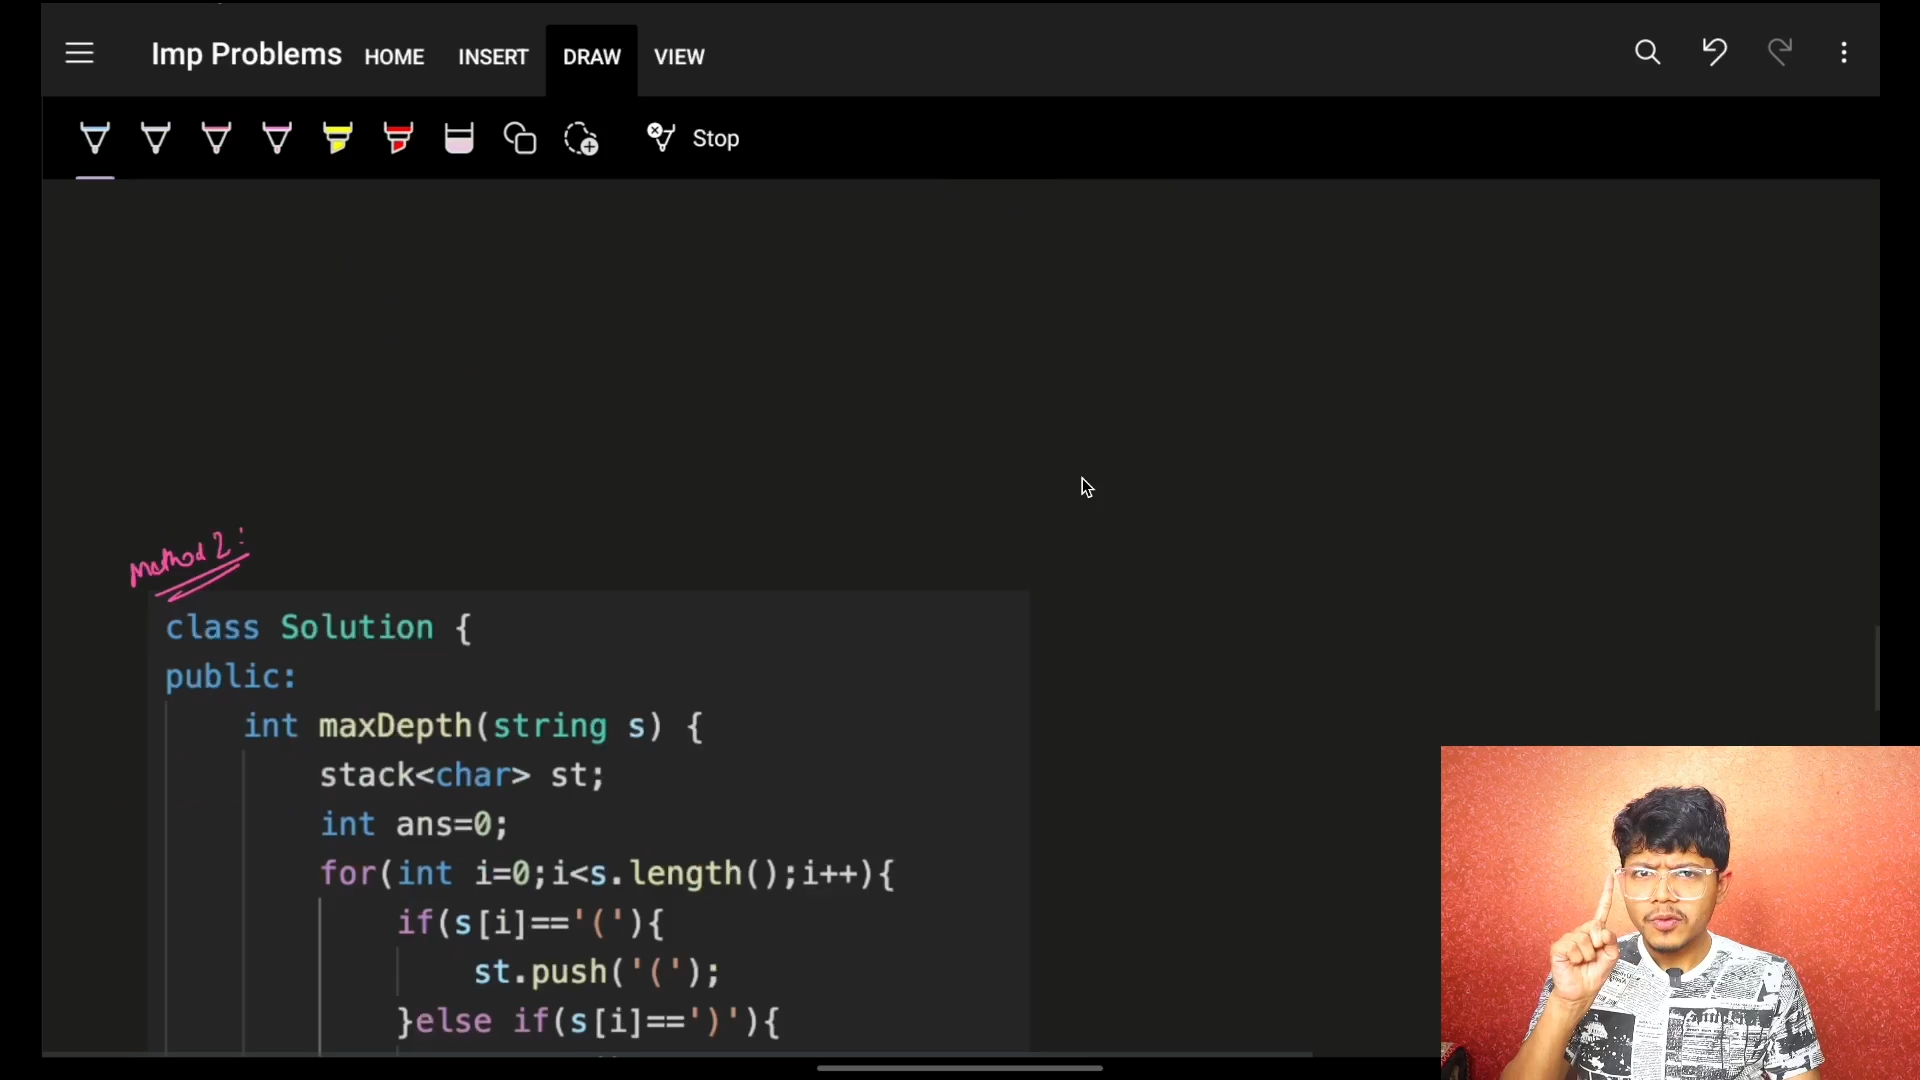 Imp Problems HOME INSERT DRAW VIEW
Stop
Method 2:
class Solution {
public:
int maxDepth(string s) {
stack<char> st;
int ans=0;
for(int i=0;i<s.length();i++){
if(s[i]=='('){
st.push('(');
}else if(s[i]==')'){